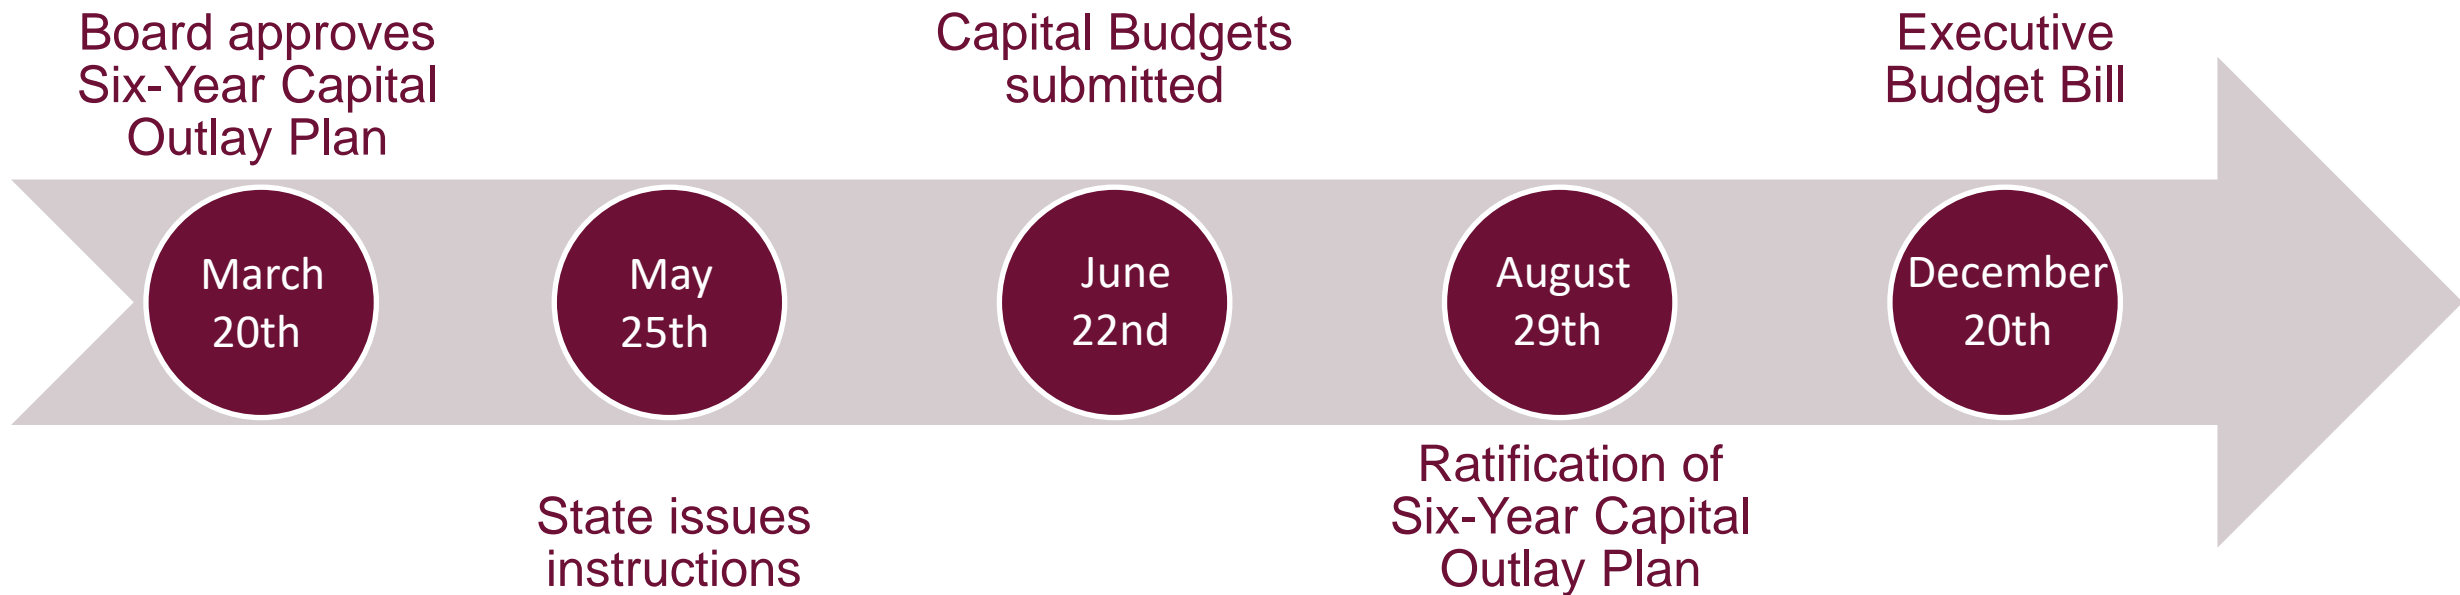 Board approves
Six-Year Capital
Outlay Plan
March
20th
May
25th
State issues
instructions
Capital Budgets
submitted
June
22nd
August
29th
Ratification of
Six-Year Capital
Outlay Plan
Executive
Budget Bill
December
20th